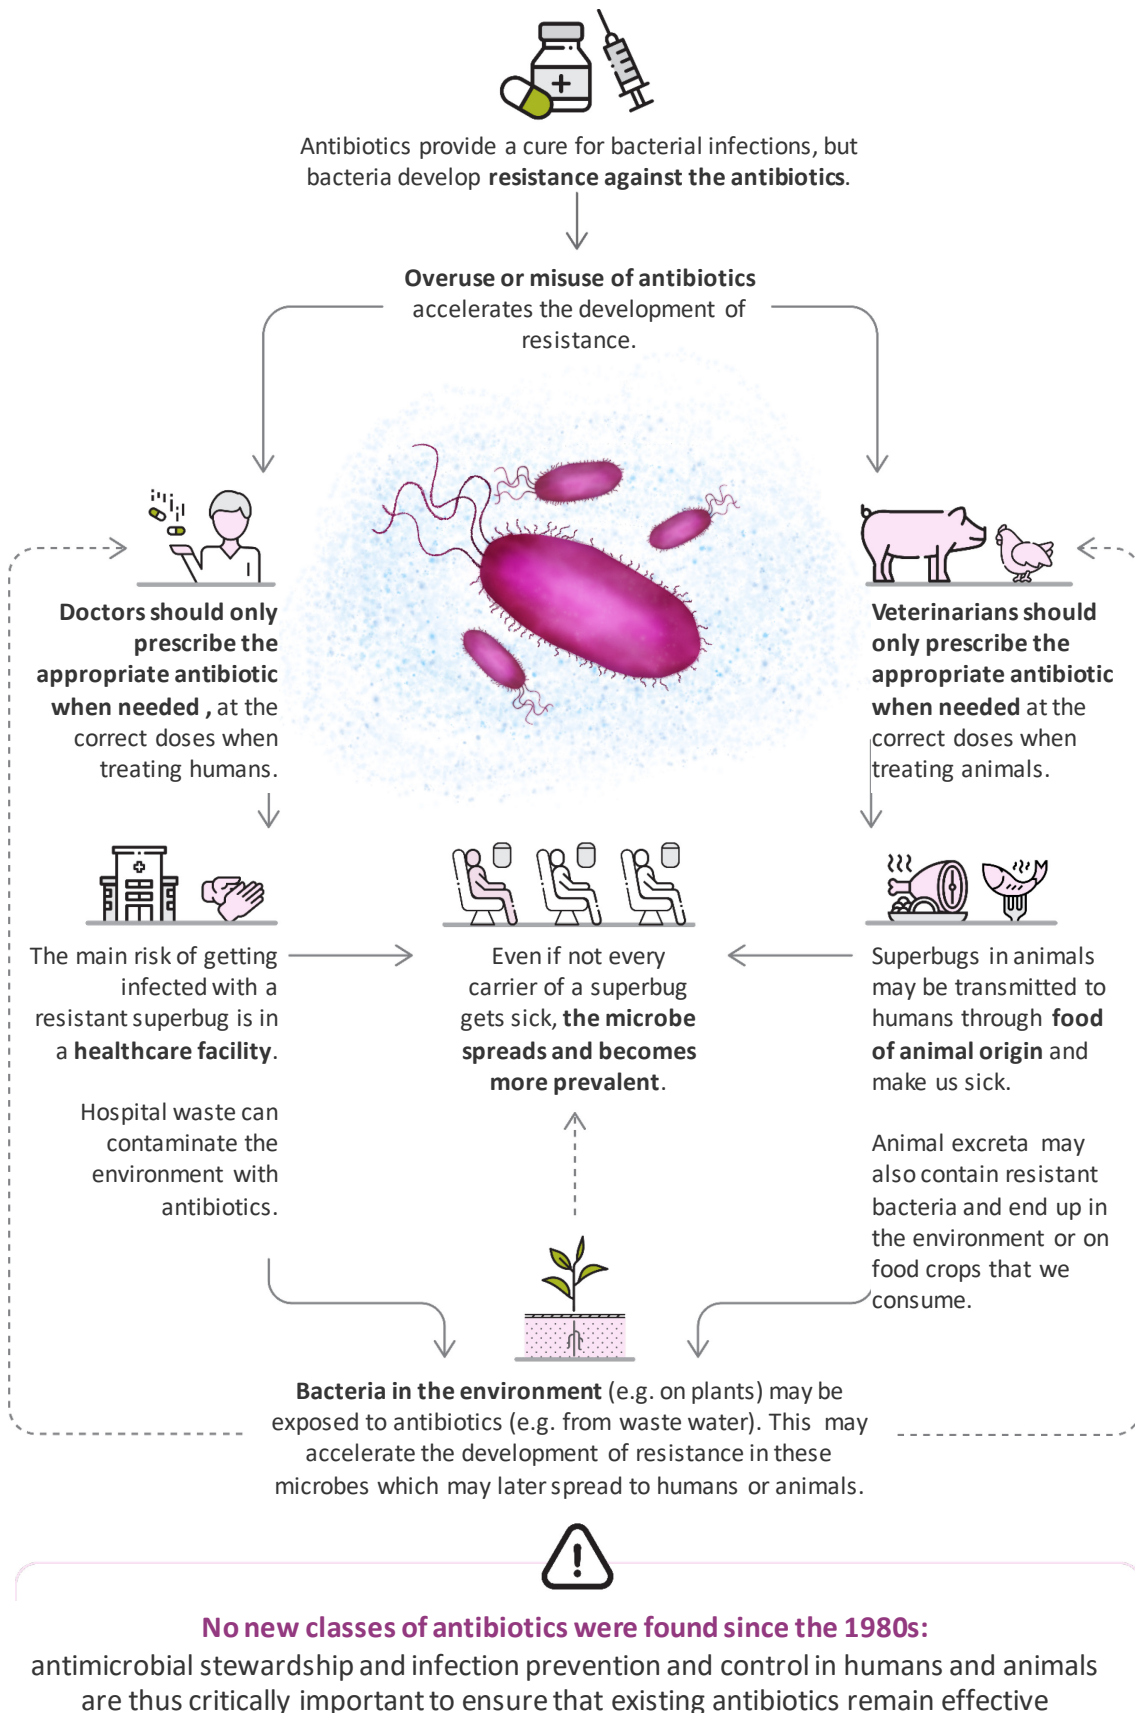 Antibiotics provide a cure for bacterial infections, but
bacteria develop resistance against the antibiotics.
Overuse or misuse of antibiotics
accelerates the development of
resistance.
Doctors should only
prescribe the
appropriate antibiotic
when needed , at the
correct doses when
treating humans.
Veterinarians should
only prescribe the
appropriate antibiotic
when needed at the
correct doses when
treating animals.
The main risk of getting
infected with a
resistant superbug is in
a healthcare facility.
Hospital waste can
contaminate the
environment with
antibiotics.
Even if not every
carrier of a superbug
gets sick, the microbe
spreads and becomes
more prevalent.
Superbugs in animals
may be transmitted to
humans through food
of animal origin and
make us sick.
Animal excreta may
also contain resistant
bacteria and end up in
the environment or on
food crops that we
consume.
Bacteria in the environment (e.g. on plants) may be
exposed to antibiotics (e.g. from waste water). This may
accelerate the development of resistance in these
microbes which may later spread to humans or animals.
No new classes of antibiotics were found since the 1980s:
antimicrobial stewardship and infection prevention and control in humans and animals
are thus critically important to ensure that existing antibiotics remain effective